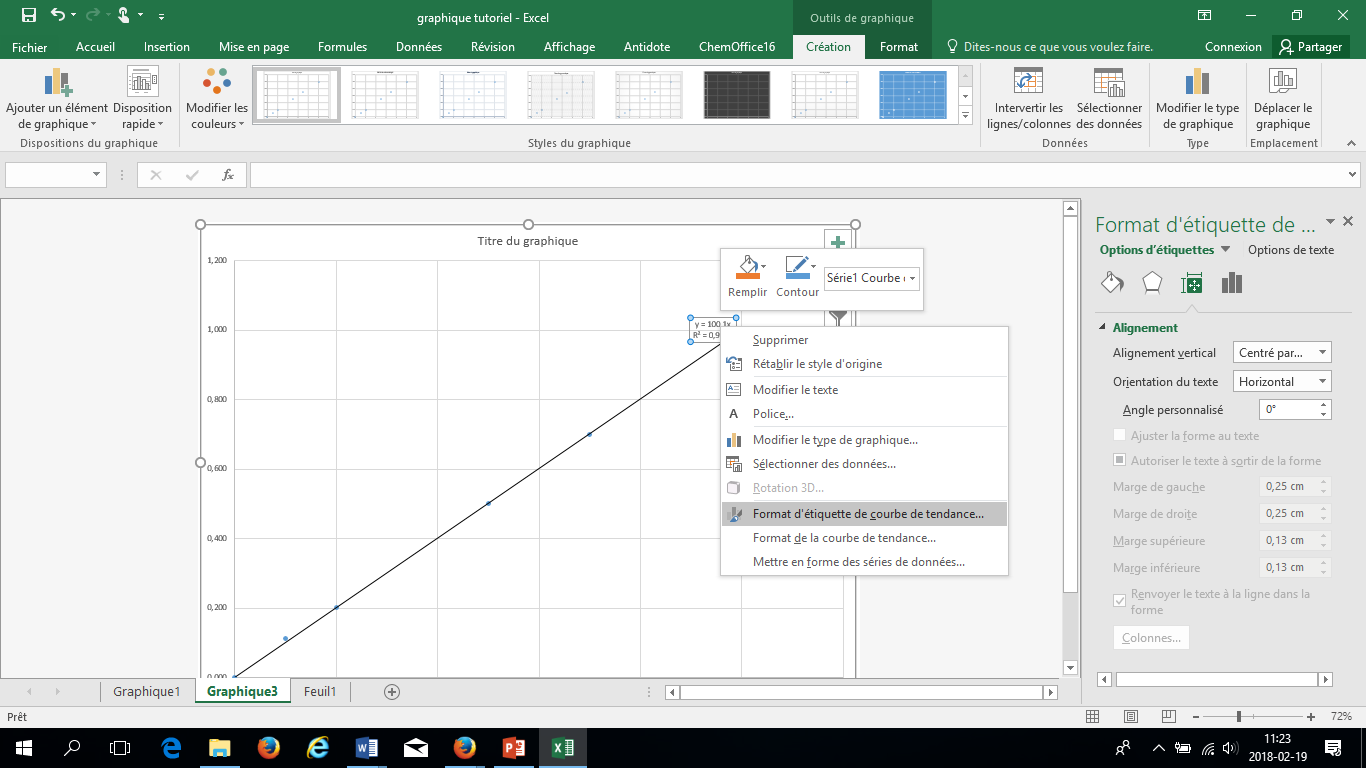 graphique tutoriel - Excel
Outils de graphique
Fichier
Accueil
Insertion
Mise en page
Formules
Données
Révision
Affichage
Antidote
ChemOffice16
Création
Format
Dites-nous ce que vous voulez faire.
Connexion
Partager
Ajouter un élément
de graphique
Disposition
rapide
Modifier les
couleurs
Intervertir les
lignes/colonnes
Sélectionner
des données
Modifier le type
de graphique
Déplacer le
graphique
Dispositions du graphique
Styles du graphique
Données
Type
Emplacement
fx
Titre du graphique
1,200
1,000
0,800
0,600
0,400
0,200
0,000
y = 100,1x
R² = 0,9
Remplir
Contour
Série1 Courbe
Supprimer
Rétablir le style d'origine
Modifier le texte
A Police...
Modifier le type de graphique...
Sélectionner des données...
Rotation 3D...
Format d'étiquette de courbe de tendance...
Format de la courbe de tendance...
Mettre en forme des séries de données...
Format d'étiquette de ...
Options d'étiquettes
Options de texte
Alignement
Alignement vertical
Centré par...
Orientation du texte
Horizontal
Angle personnalisé
0°
Ajuster la forme au texte
Autoriser le texte à sortir de la forme
Marge de gauche
0,25 cm
Marge de droite
0,25 cm
Marge supérieure
0,13 cm
Marge inférieure
0,13 cm
Renvoyer le texte à la ligne dans la
forme
Colonnes...
Graphique1
Graphique3
Feuil1
Prêt
72%
11:23
2018-02-19